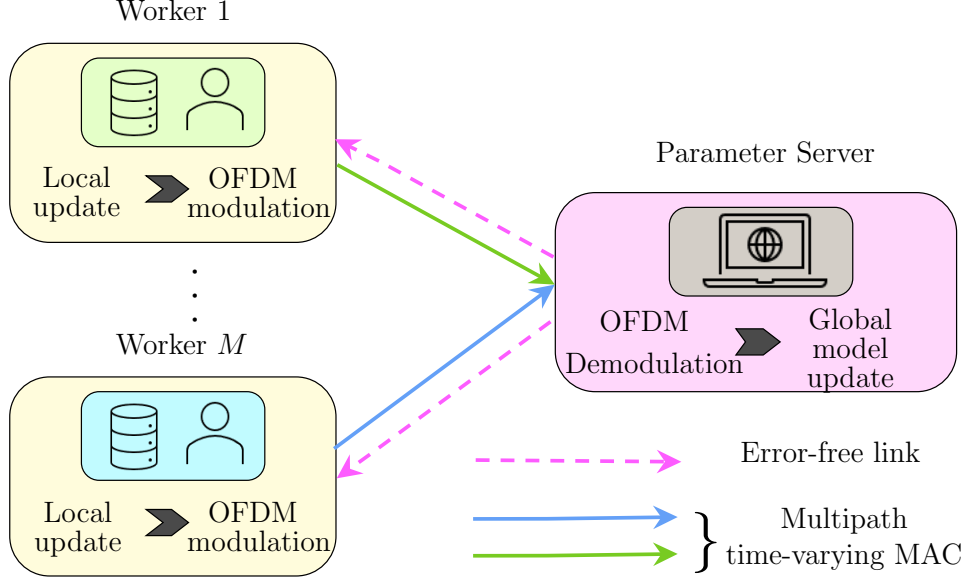 Worker 1
Local
update
OFDM
modulation
Parameter Server
OFDM
Demodulation
Global
model
update
Worker M
Local
update
OFDM
modulation
Error-free link
Multipath
time-varying MAC